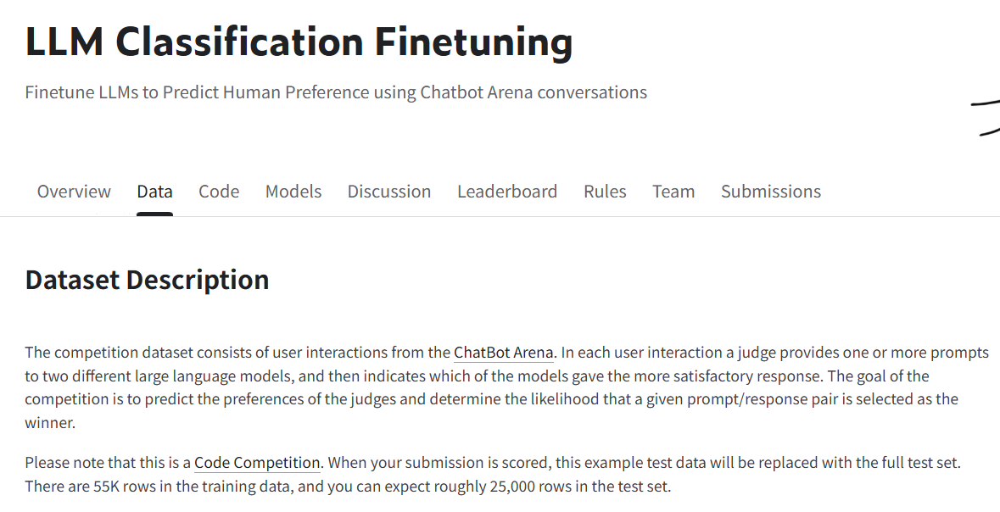 LLM Classification Finetuning
Finetune LLMs to Predict Human Preference using Chatbot Arena conversations
Overview Data Code Models Discussion Leaderboard Rules Team Submissions
Dataset Description
The competition dataset consists of user interactions from the ChatBot Arena. In each user interaction a judge provides one or more prompts
to two different large language models, and then indicates which of the models gave the more satisfactory response. The goal of the
competition is to predict the preferences of the judges and determine the likelihood that a given prompt/response pair is selected as the
winner.
Please note that this is a Code Competition. When your submission is scored, this example test data will be replaced with the full test set.
There are 55K rows in the training data, and you can expect roughly 25,000 rows in the test set.